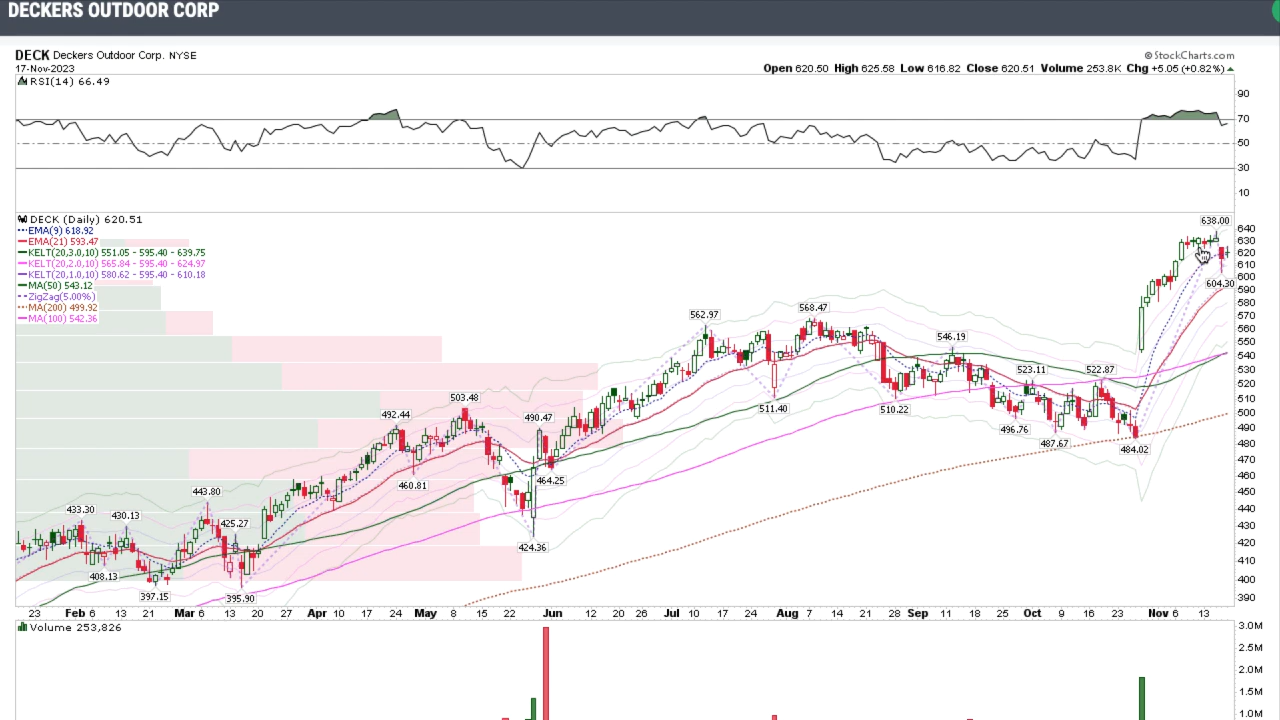 DECKERS OUTDOOR CORP
DECK Deckers Outdoor Corp. NYSE
© StockCharts.com
17-Nov-2023
Open 620.50 High 625.58 Low 616.82 Close 620.51 Volume 253.8K Chg +5.05 (+0.82%)
RSI(14) 66.49
90
70
50
30
10
DECK (Daily) 620.51
EMA(9) 618.92
EMA(21) 593.47
KELT(20,3.0,10) 551.05 - 595.40 - 639.75
KELT(20,2.0,10) 565.84 - 595.40 - 624.97
KELT(20,1.0,10) 580.62 - 595.40 - 610.18
MA(50) 543.12
ZigZag(5.00%)
MA(200) 499.92
MA(100) 542.36
638.00
604.30
562.97
568.47
546.19
523.11
522.87
511.40
510.22
503.48
492.44
490.47
496.76
487.67
484.02
460.81
464.25
443.80
433.30
430.13
425.27
424.36
408.13
397.15
395.90
640
630
620
610
600
590
580
570
560
550
540
530
520
510
500
490
480
470
460
450
440
430
420
410
400
390
23 Feb 6 13 21 Mar 6 13 20 27 Apr 10 17 24 May 8 15 22 Jun 12 20 26 Jul 10 17 24 Aug 7 14 21 28 Sep 11 18 25 Oct 9 16 23 Nov 6 13
Volume 253,826
3.0M
2.5M
2.0M
1.5M
1.0M